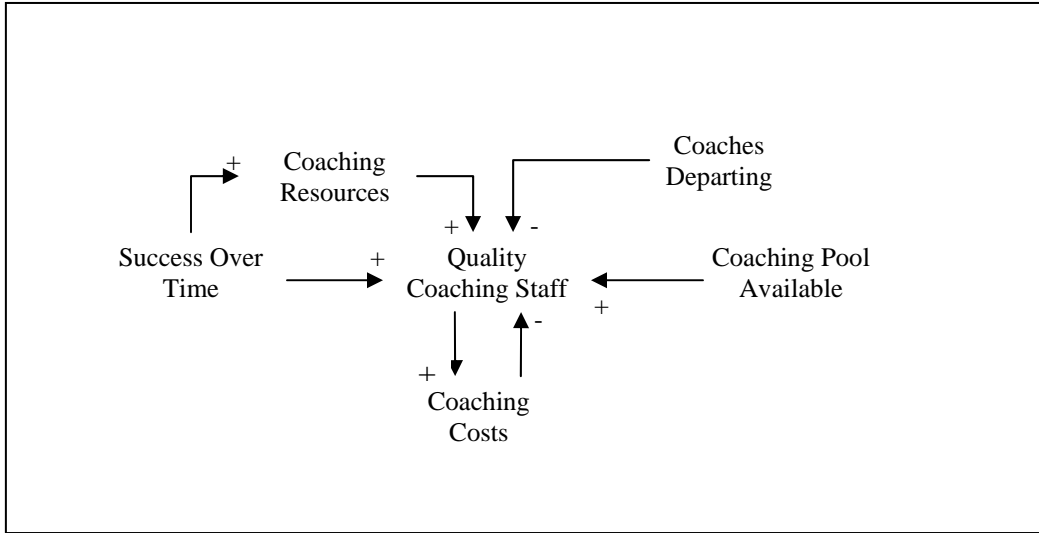 Coaches
Departing
+
Coaching
Resources
+
-
Success Over
Time
+
Quality
Coaching Staff
Coaching Pool
Available
+
-
+
Coaching
Costs